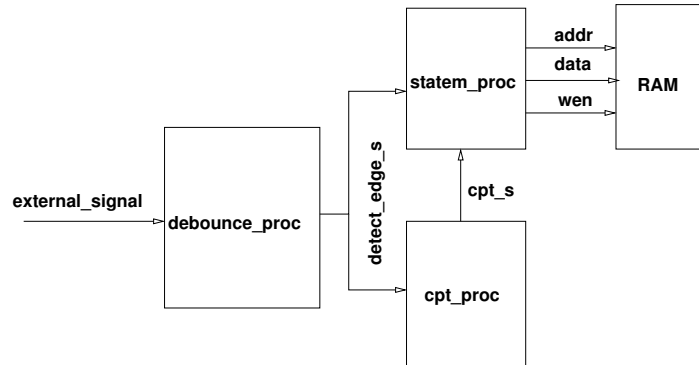 addr
data
wen
statem_proc
RAM
external_signal
debounce_proc
detect_edge_s
cpt_s
cpt_proc